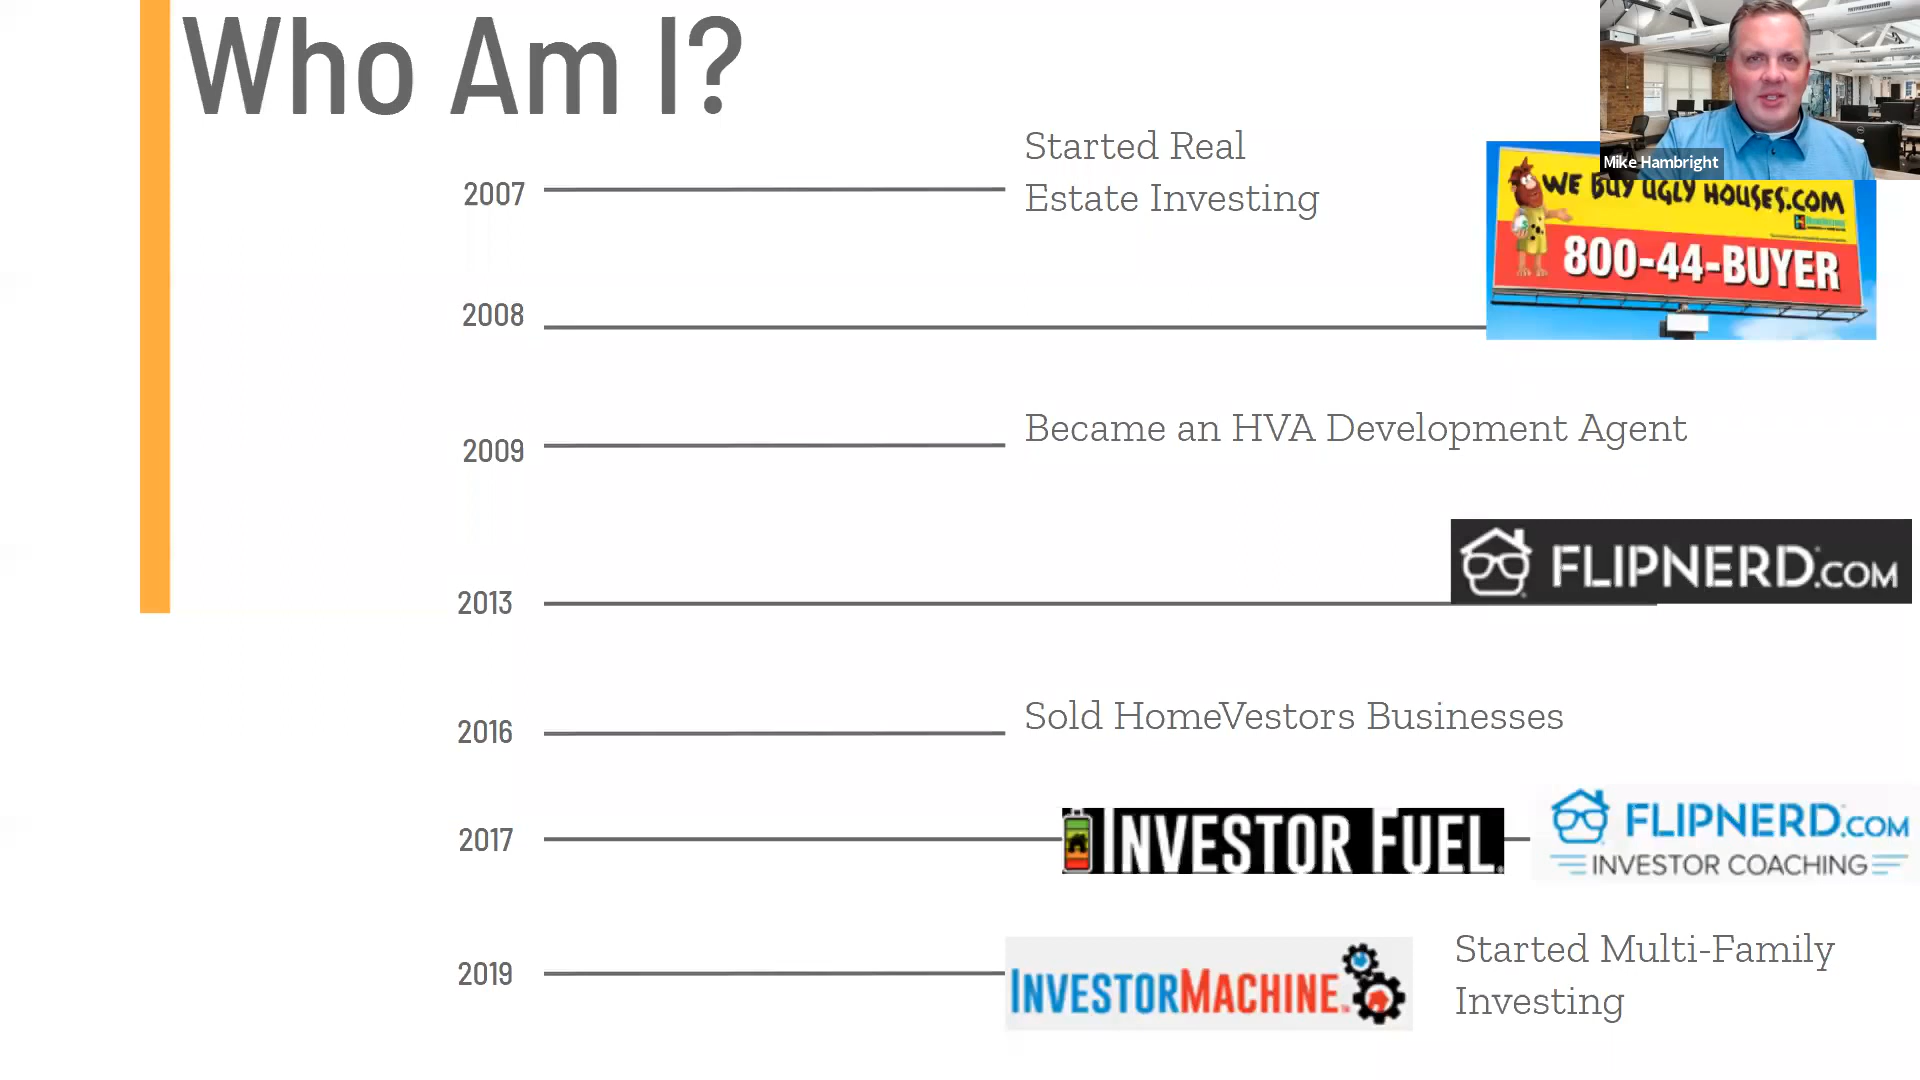 Who Am I?
Mike Hambright
2007
Started Real
Estate Investing
WE BUY UGLY HOUSES.COM
800-44-BUYER
2008
2009
Became an HVA Development Agent
FLIPNERD.COM
2013
2016
Sold HomeVestors Businesses
2017
INVESTOR FUEL
FLIPNERD.COM
INVESTOR COACHING
2019
INVESTORMACHINE
Started Multi-Family
Investing